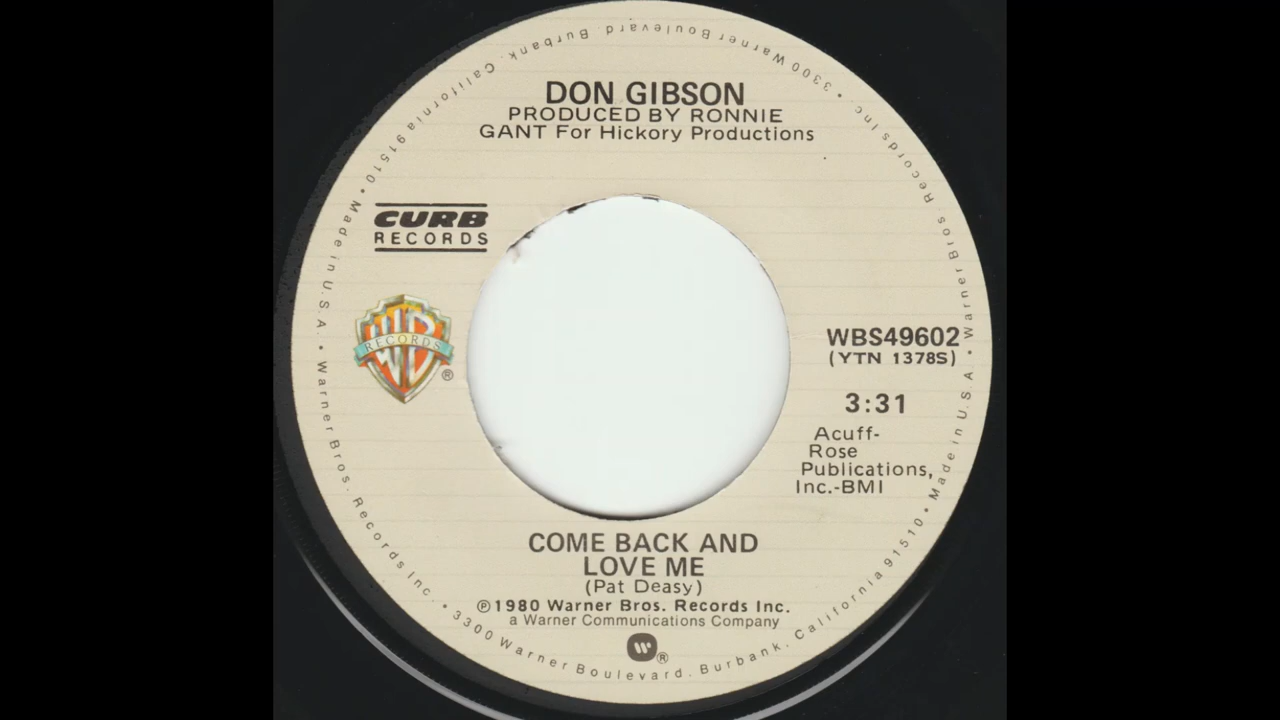 DON GIBSON
PRODUCED BY RONNIE
GANT For Hickory Productions
CURB
RECORDS
W B
RECORDS
®
WBS49602
(YTN 1378S)
3:31
Acuff-
Rose
Publications,
Inc.-BMI
COME BACK AND
LOVE ME
(Pat Deasy)
℗1980 Warner Bros. Records Inc.
a Warner Communications Company
®
Warner Bros. Records Inc. • 3300 Warner Boulevard. Burbank. California 91510 • Made in U.S.A. • Warner Bros. Records Inc. • 3300 Warner Boulevard. Burbank. California 91510 • Made in U.S.A. •